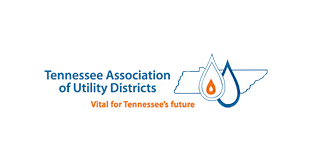 Tennessee Association
of Utility Districts
Vital for Tennessee's future